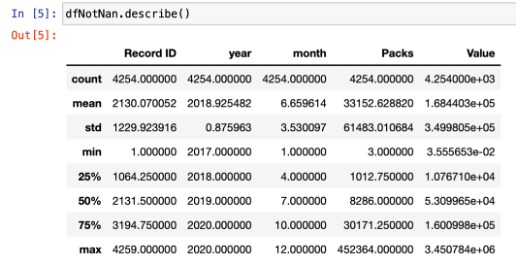 In [5]: dfNotNan.describe()
Out[5]:
Record ID year month Packs Value
count 4254.000000 4254.000000 4254.000000 4254.000000 4.254000e+03
mean 2130.070052 2018.925482 6.659614 33152.628820 1.684403e+05
std 1229.923916 0.875963 3.530097 61483.010684 3.499805e+05
min 1.000000 2017.000000 1.000000 3.000000 3.555653e-02
25% 1064.250000 2018.000000 4.000000 1012.750000 1.076710e+04
50% 2131.500000 2019.000000 7.000000 8286.000000 5.309965e+04
75% 3194.750000 2020.000000 10.000000 30171.250000 1.600998e+05
max 4259.000000 2020.000000 12.000000 452364.000000 3.450784e+06